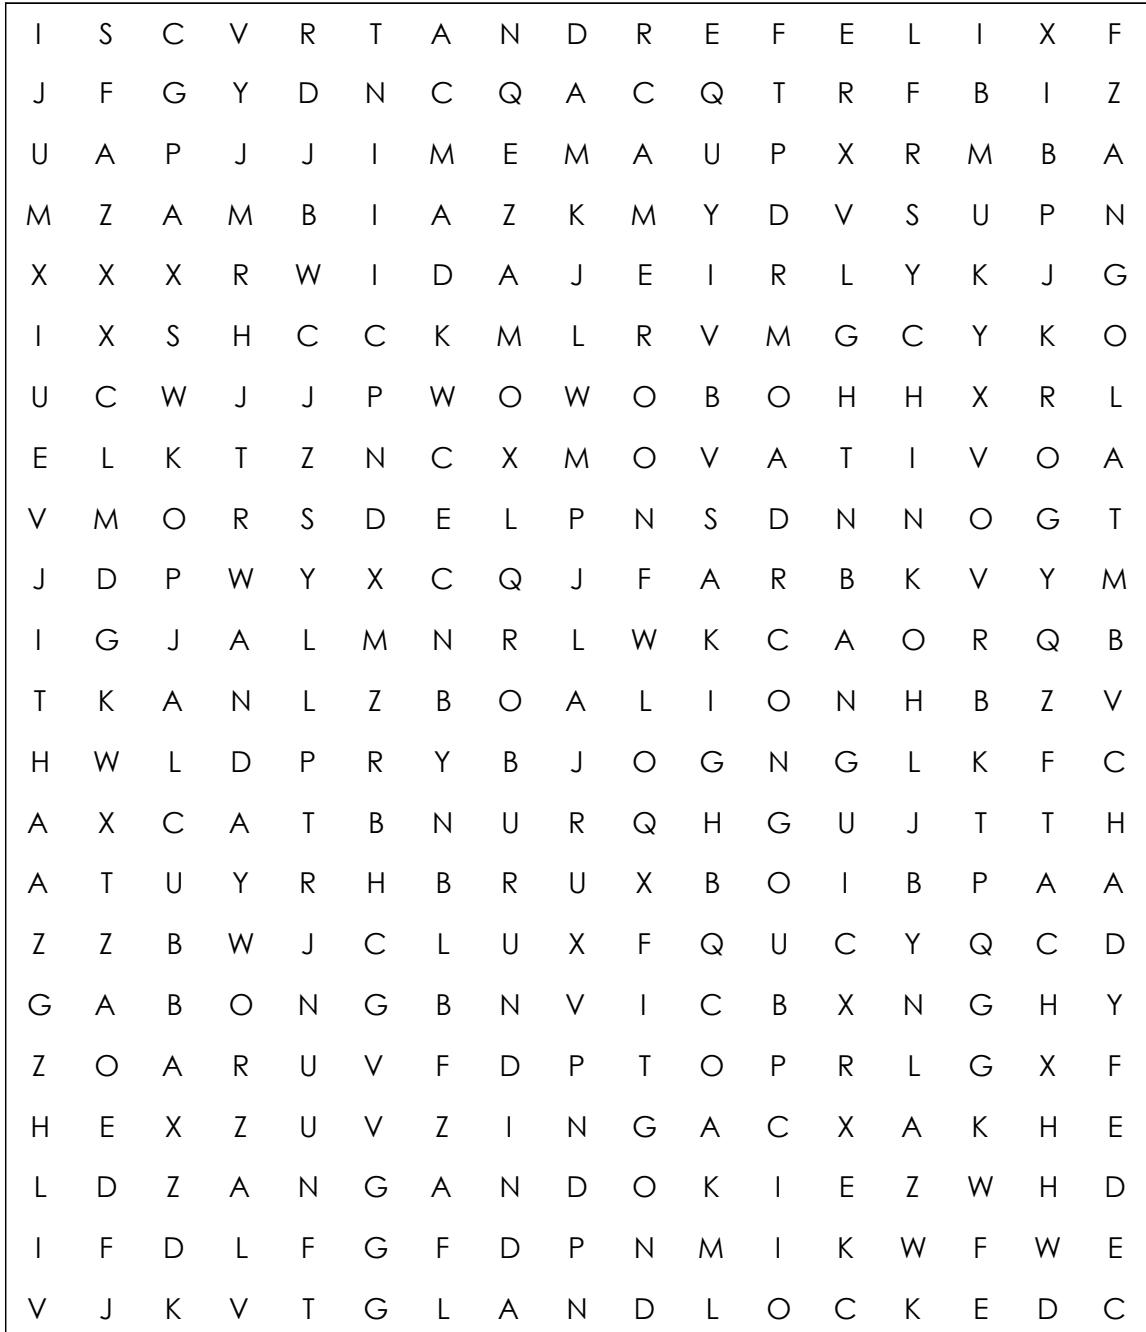 I S C V R T A N D R E F E L I X F
J F G Y D N C Q A C Q T R F B I Z
U A P J J I M E M A U P X R M B A
M Z A M B I A Z K M Y D V S U P N
X X X R W I D A J E I R L Y K J G
I X S H C C K M L R V M G C Y K O
U C W J J P W O W O B O H H X R L
E L K T Z N C X M O V A T I V O A
V M O R S D E L P N S D N N O G T
J D P W Y X C Q J F A R B K V Y M
I G J A L M N R L W K C A O R Q B
T K A N L Z B O A L I O N H B Z V
H W L D P R Y B J O G N G L K F C
A X C A T B N U R Q H G U J T T H
A T U Y R H B R U X B O I B P A A
Z Z B W J C L U X F Q U C Y Q C D
G A B O N G B N V I C B X N G H Y
Z O A R U V F D P T O P R L G X F
H E X Z U V Z I N G A C X A K H E
L D Z A N G A N D O K I E Z W H D
I F D L F G F D P N M I K W F W E
V J K V T G L A N D L O C K E D C